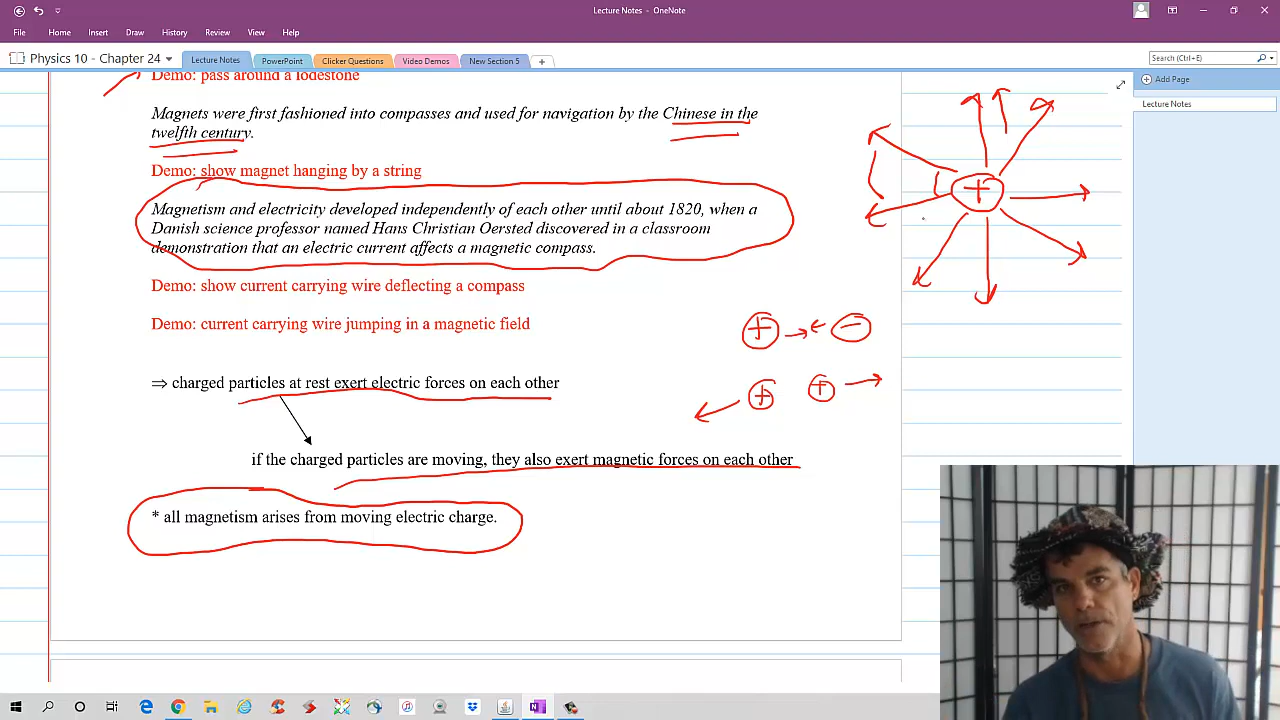 Lecture Notes - OneNote
File Home Insert Draw History Review View Help
Physics 10 - Chapter 24
Lecture Notes PowerPoint Clicker Questions Video Demos New Section 5
Search (Ctrl+E)
Add Page
Lecture Notes
Demo: pass around a lodestone
Magnets were first fashioned into compasses and used for navigation by the Chinese in the
twelfth century.
Demo: show magnet hanging by a string
Magnetism and electricity developed independently of each other until about 1820, when a
Danish science professor named Hans Christian Oersted discovered in a classroom
demonstration that an electric current affects a magnetic compass.
Demo: show current carrying wire deflecting a compass
Demo: current carrying wire jumping in a magnetic field
⇒ charged particles at rest exert electric forces on each other
if the charged particles are moving, they also exert magnetic forces on each other
* all magnetism arises from moving electric charge.
+
+ −
+ +